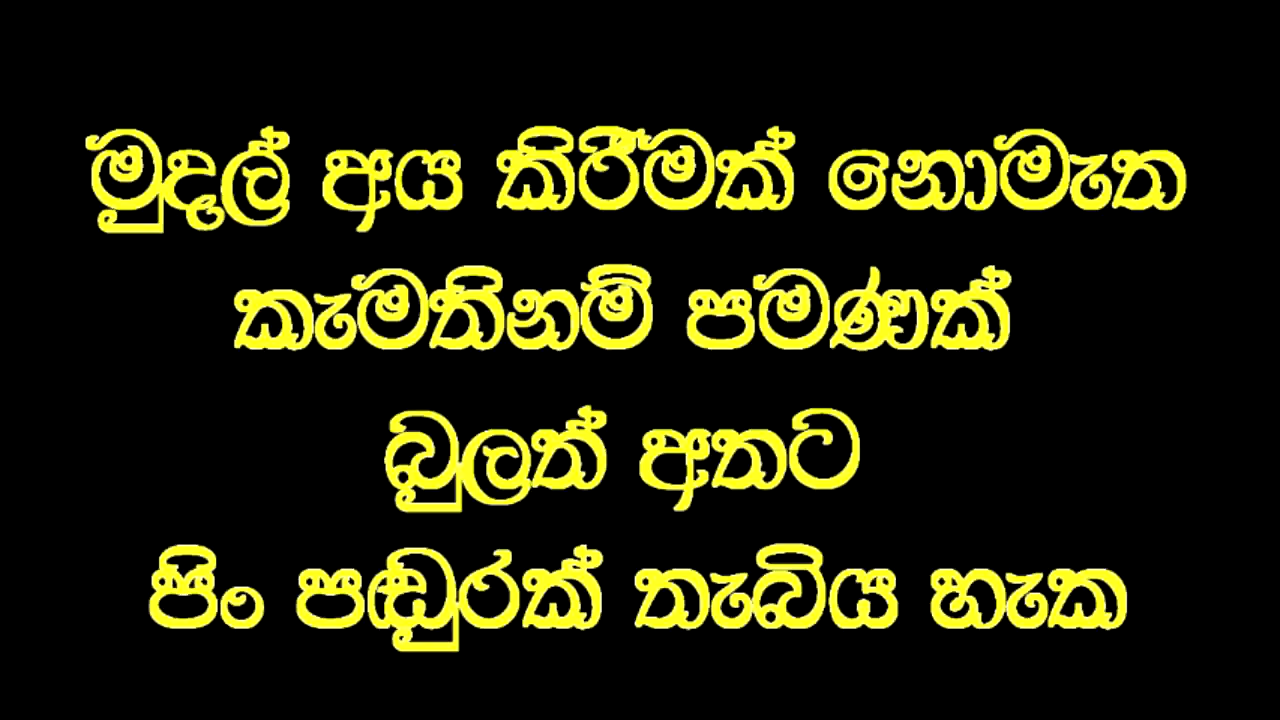 මුදල් අය කිරීමක් නොමැත
කැමතිනම් පමණක්
බුලත් අතට
පිං පඬුරක් තැබිය හැක